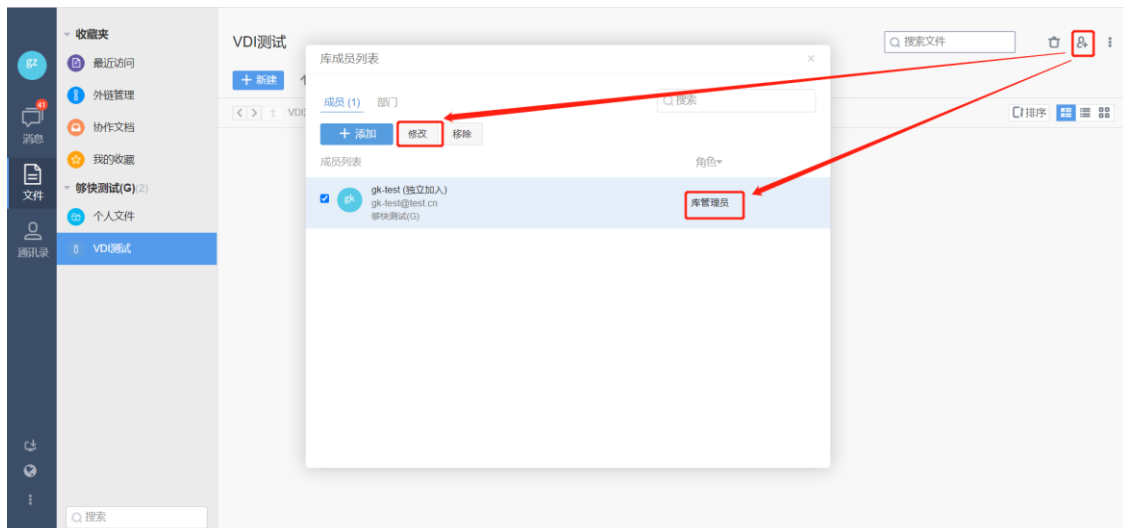 gz
41
消息
文件
通讯录
收藏夹
最近访问
外链管理
协作文档
我的收藏
够快测试(G)(2)
个人文件
VDI测试
搜索
VDI测试
搜索文件
新建
VDI
排序
库成员列表
成员 (1)
部门
搜索
添加
修改
移除
成员列表
角色
gk
gk-test (独立加入)
gk-test@test.cn
够快测试(G)
库管理员